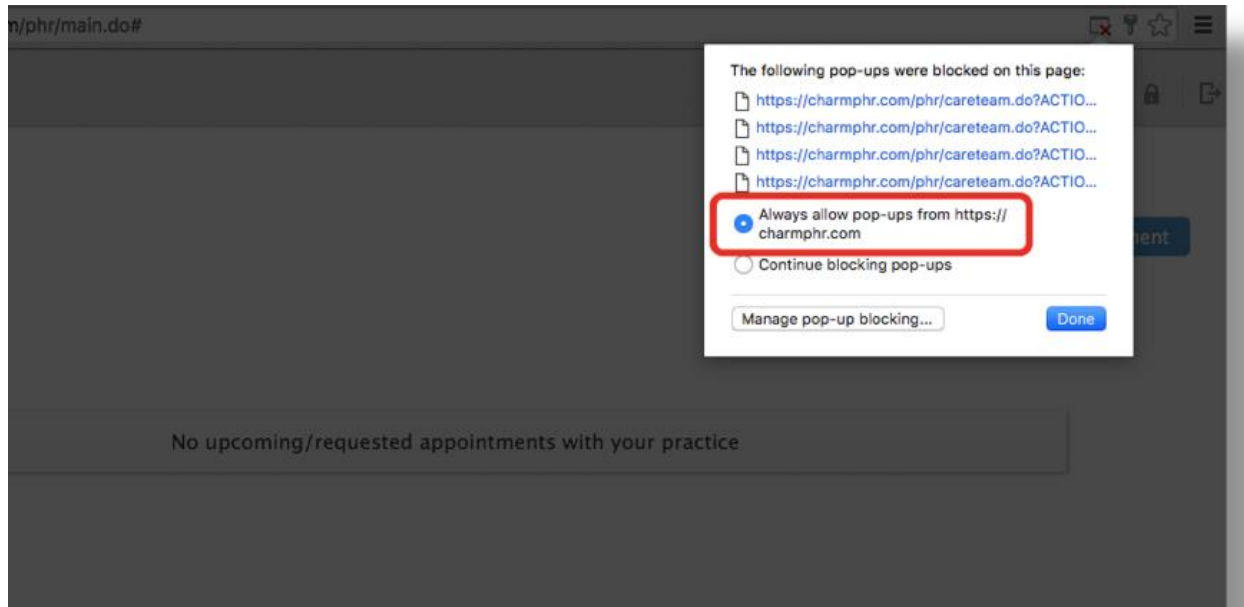 m/phr/main.do#
The following pop-ups were blocked on this page:
https://charmphr.com/phr/careteam.do?ACTIO...
https://charmphr.com/phr/careteam.do?ACTIO...
https://charmphr.com/phr/careteam.do?ACTIO...
https://charmphr.com/phr/careteam.do?ACTIO...
Always allow pop-ups from https://
charmphr.com
ment
Continue blocking pop-ups
Manage pop-up blocking...
Done
No upcoming/requested appointments with your practice